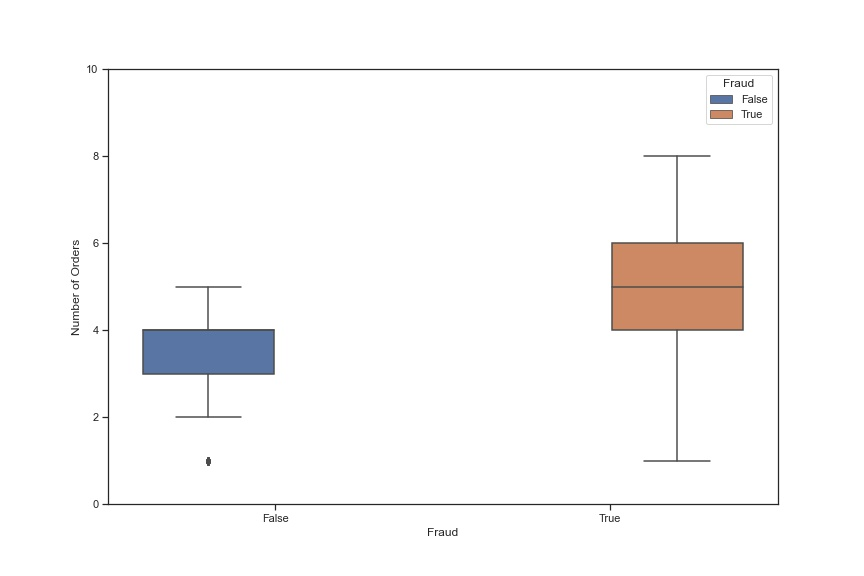 10
8
6
4
2
0
Number of Orders
False
True
Fraud
Fraud
False
True